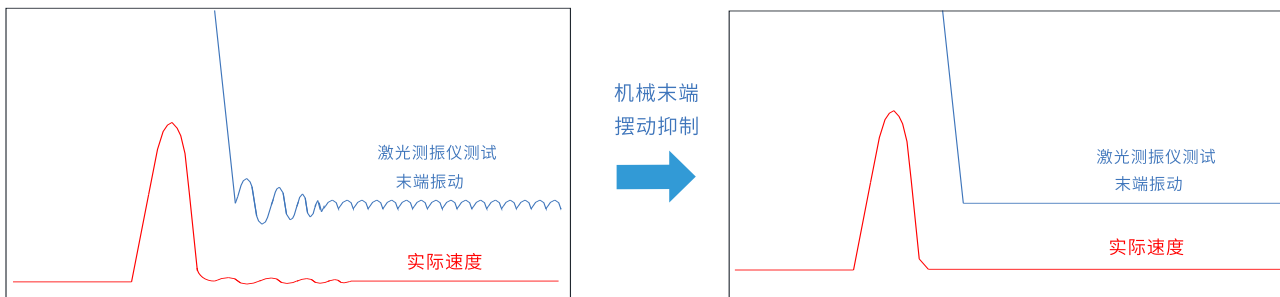 激光测振仪测试
末端振动
实际速度
机械末端
摆动抑制
激光测振仪测试
末端振动
实际速度